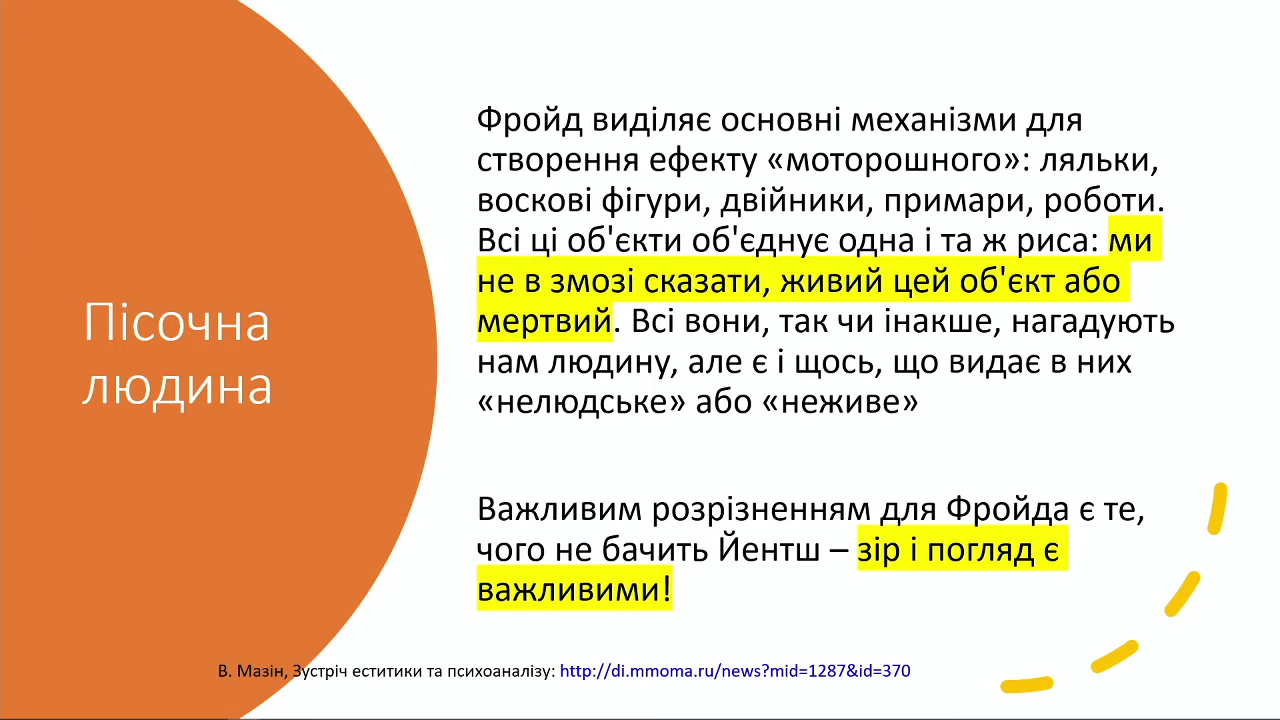 Пісочна
людина
Фройд виділяє основні механізми для
створення ефекту «моторошного»: ляльки,
воскові фігури, двійники, примари, роботи.
Всі ці об'єкти об'єднує одна і та ж риса: ми
не в змозі сказати, живий цей об'єкт або
мертвий. Всі вони, так чи інакше, нагадують
нам людину, але є і щось, що видає в них
«нелюдське» або «неживе»
Важливим розрізненням для Фройда є те,
чого не бачить Йентш – зір і погляд є
важливими!
В. Мазін, Зустріч еститики та психоаналізу: http://di.mmoma.ru/news?mid=1287&id=370